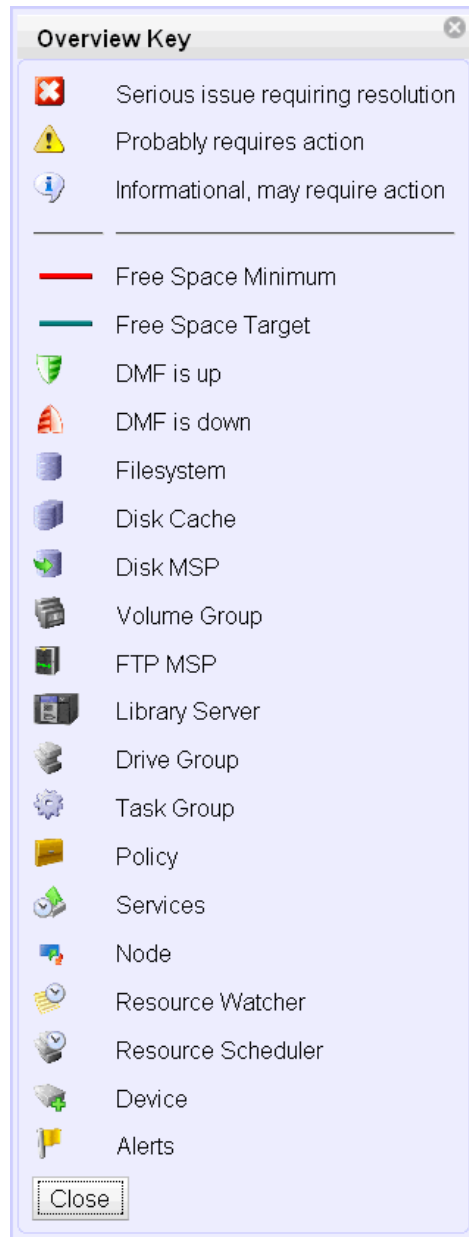 Overview Key
Serious issue requiring resolution
Probably requires action
Informational, may require action
Free Space Minimum
Free Space Target
DMF is up
DMF is down
Filesystem
Disk Cache
Disk MSP
Volume Group
FTP MSP
Library Server
Drive Group
Task Group
Policy
Services
Node
Resource Watcher
Resource Scheduler
Device
Alerts
Close